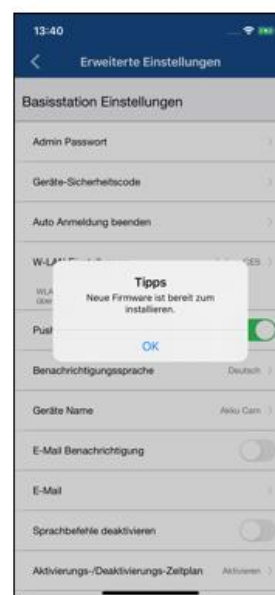 13:40
Erweiterte Einstellungen
Basisstation Einstellungen
Admin Passwort
Geräte-Sicherheitscode
Auto Anmeldung beenden
Tipps
Neue Firmware ist bereit zum
installieren.
OK
Benachrichtigungssprache Deutsch
Geräte Name Akku Cam
E-Mail Benachrichtigung
E-Mail
Sprachbefehle deaktivieren
Aktivierungs-/Deaktivierungs-Zeitplan Aktivieren